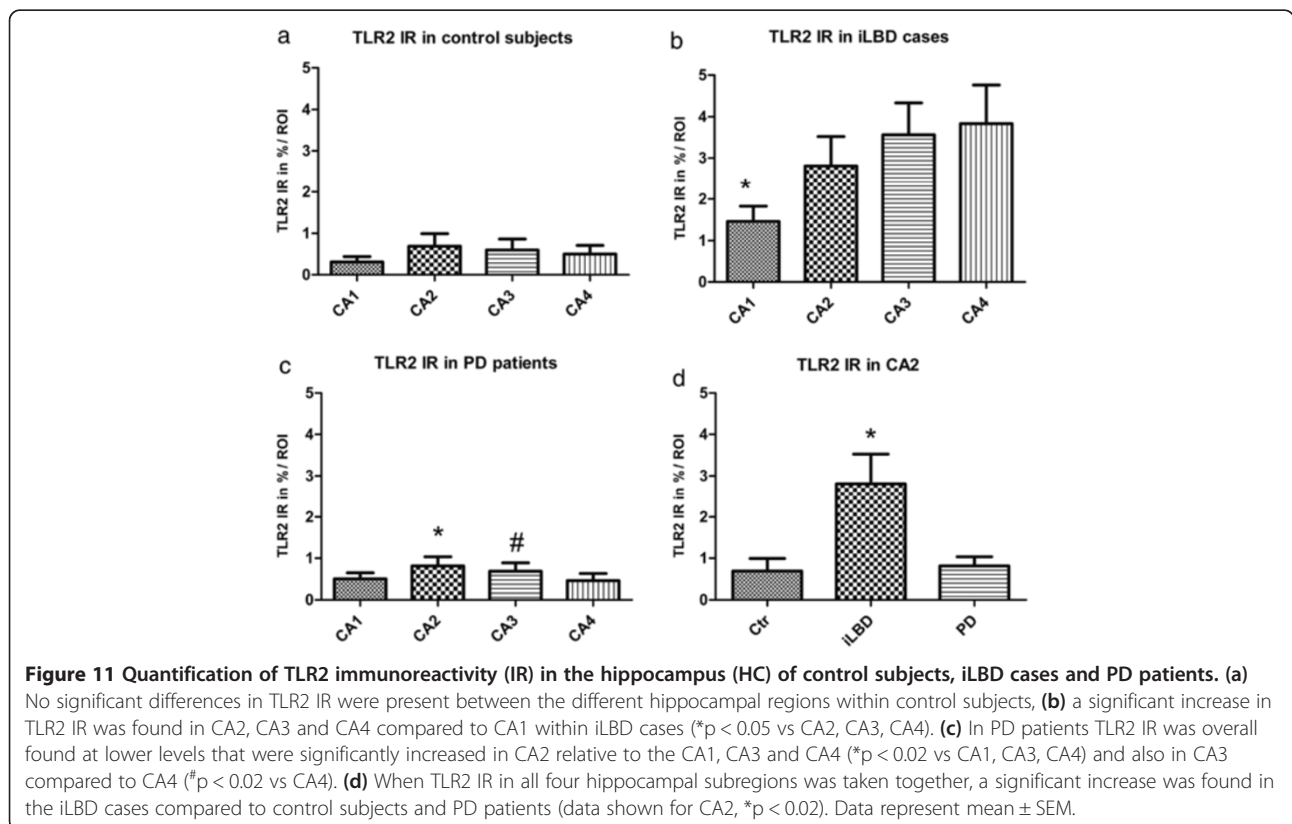 a
TLR2 IR in control subjects
TLR2 IR in % / ROI
5
4
3
2
1
0
CA1
CA2
CA3
CA4
b
TLR2 IR in iLBD cases
TLR2 IR in % / ROI
5
4
3
2
1
0
*
CA1
CA2
CA3
CA4
c
TLR2 IR in PD patients
TLR2 IR in % / ROI
5
4
3
2
1
0
*
#
CA1
CA2
CA3
CA4
d
TLR2 IR in CA2
TLR2 IR in % / ROI
5
4
3
2
1
0
*
Ctr
iLBD
PD
Figure 11 Quantification of TLR2 immunoreactivity (IR) in the hippocampus (HC) of control subjects, iLBD cases and PD patients. (a)
No significant differences in TLR2 IR were present between the different hippocampal regions within control subjects, (b) a significant increase in
TLR2 IR was found in CA2, CA3 and CA4 compared to CA1 within iLBD cases (*p < 0.05 vs CA2, CA3, CA4). (c) In PD patients TLR2 IR was overall
found at lower levels that were significantly increased in CA2 relative to the CA1, CA3 and CA4 (*p < 0.02 vs CA1, CA3, CA4) and also in CA3
compared to CA4 (#p < 0.02 vs CA4). (d) When TLR2 IR in all four hippocampal subregions was taken together, a significant increase was found in
the iLBD cases compared to control subjects and PD patients (data shown for CA2, *p < 0.02). Data represent mean ± SEM.